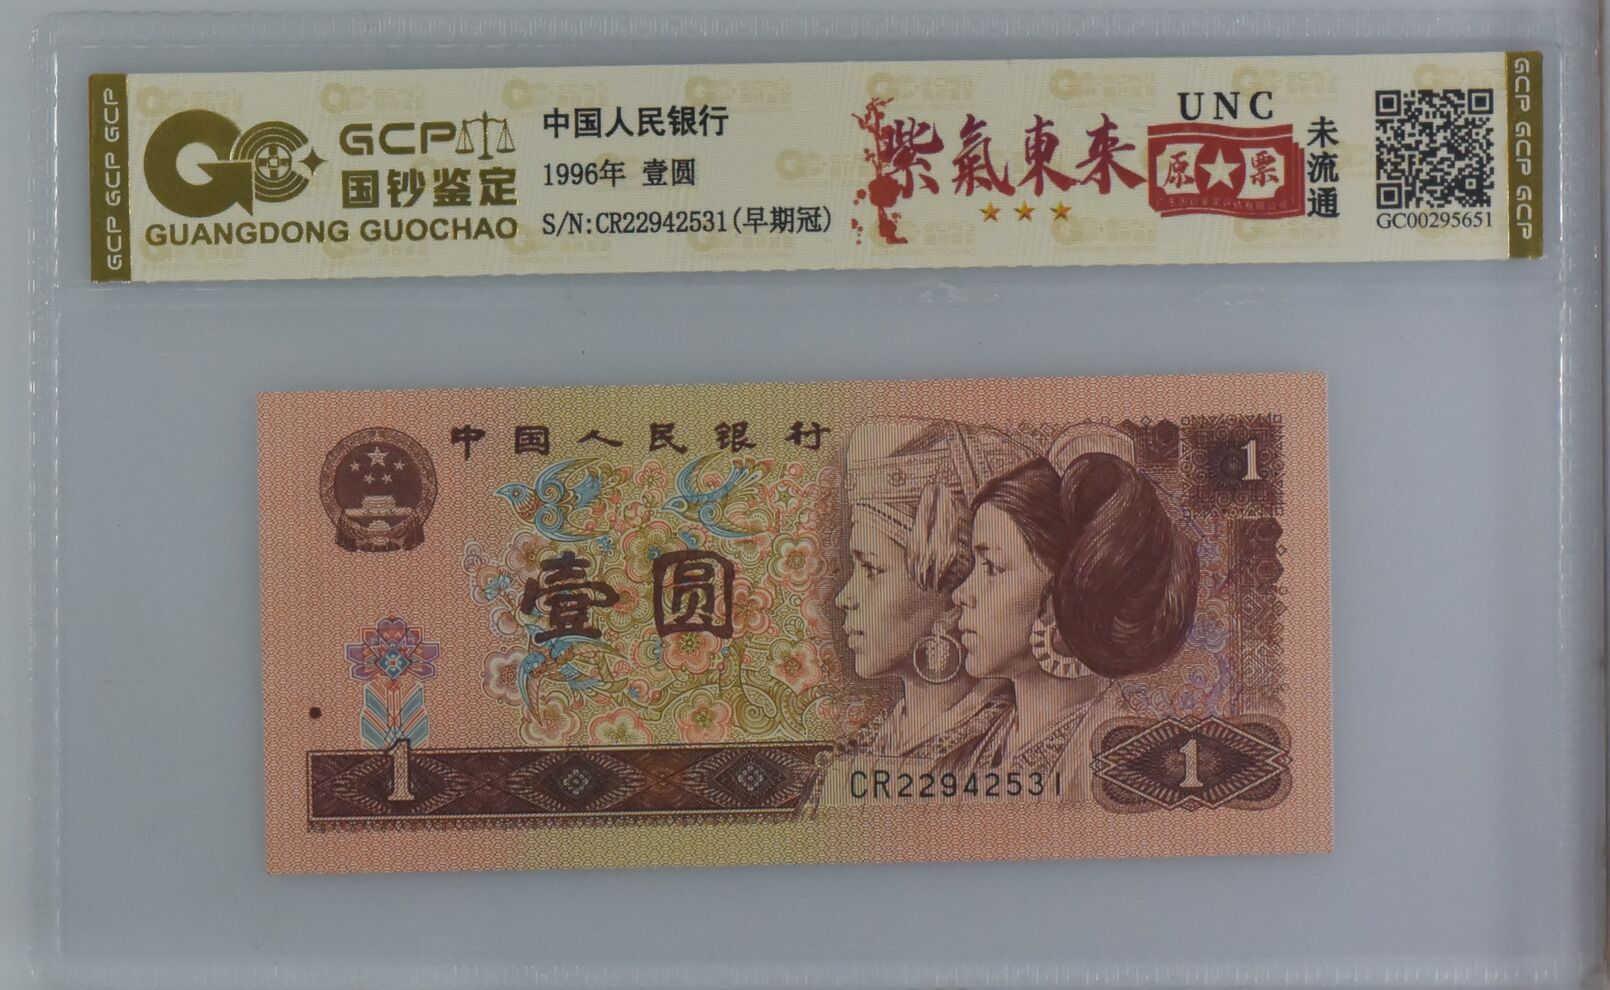 GCP GCP GCP
GCP
国钞鉴定
GUANGDONG GUOCHAO
中国人民银行
1996年 壹圆
S/N:CR22942531(早期冠)
紫氣東来
UNC
原票
未流通
GC00295651
GCP GCP GCP
中国人民银行
1
壹圆
1
CR22942531
1